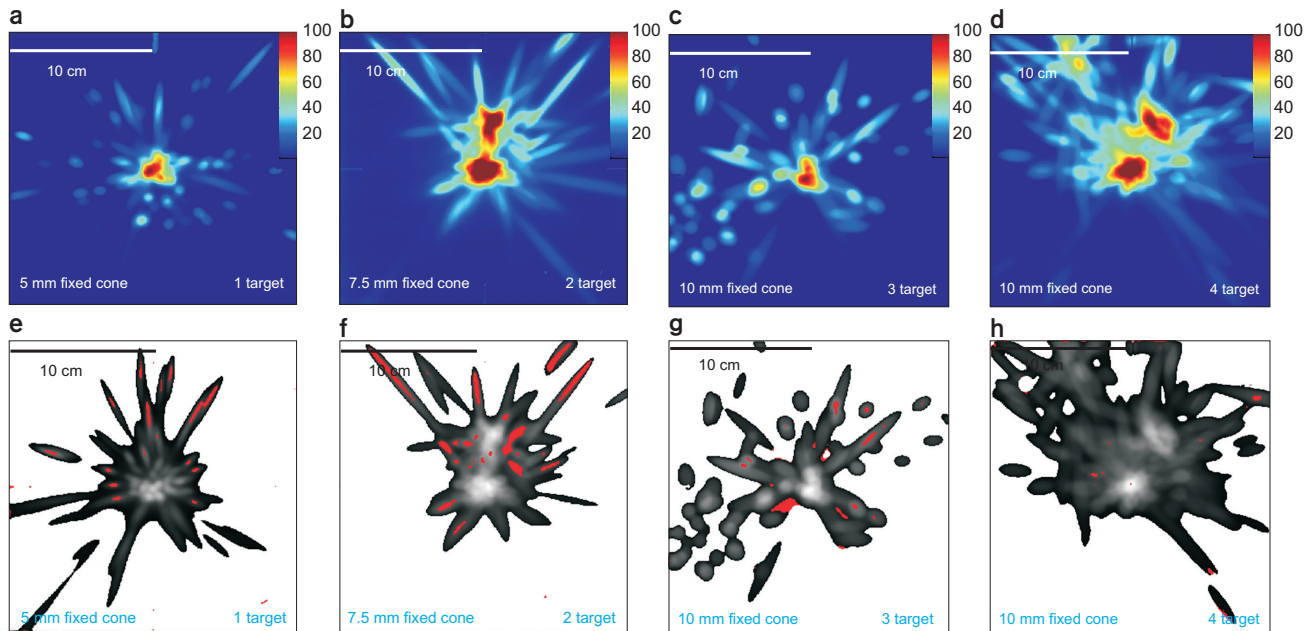 a
b
c
d
10 cm
100
80
60
40
20
5 mm fixed cone
1 target
10 cm
100
80
60
40
20
7.5 mm fixed cone
2 target
10 cm
100
80
60
40
20
10 mm fixed cone
3 target
10 cm
100
80
60
40
20
10 mm fixed cone
4 target
e
f
g
h
10 cm
5 mm fixed cone
1 target
10 cm
7.5 mm fixed cone
2 target
10 cm
10 mm fixed cone
3 target
10 cm
10 mm fixed cone
4 target